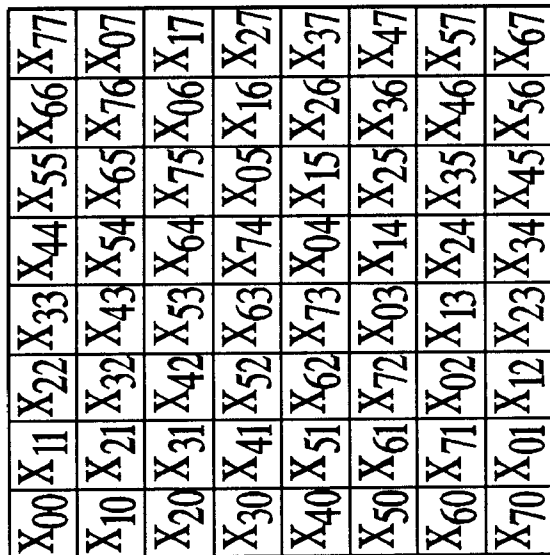 X70 X60 X50 X40 X30 X20 X10 X00
X01 X71 X61 X51 X41 X31 X21 X11
X12 X02 X72 X62 X52 X42 X32 X22
X23 X13 X03 X73 X63 X53 X43 X33
X34 X24 X14 X04 X74 X64 X54 X44
X45 X35 X25 X15 X05 X75 X65 X55
X56 X46 X36 X26 X16 X06 X76 X66
X67 X57 X47 X37 X27 X17 X07 X77